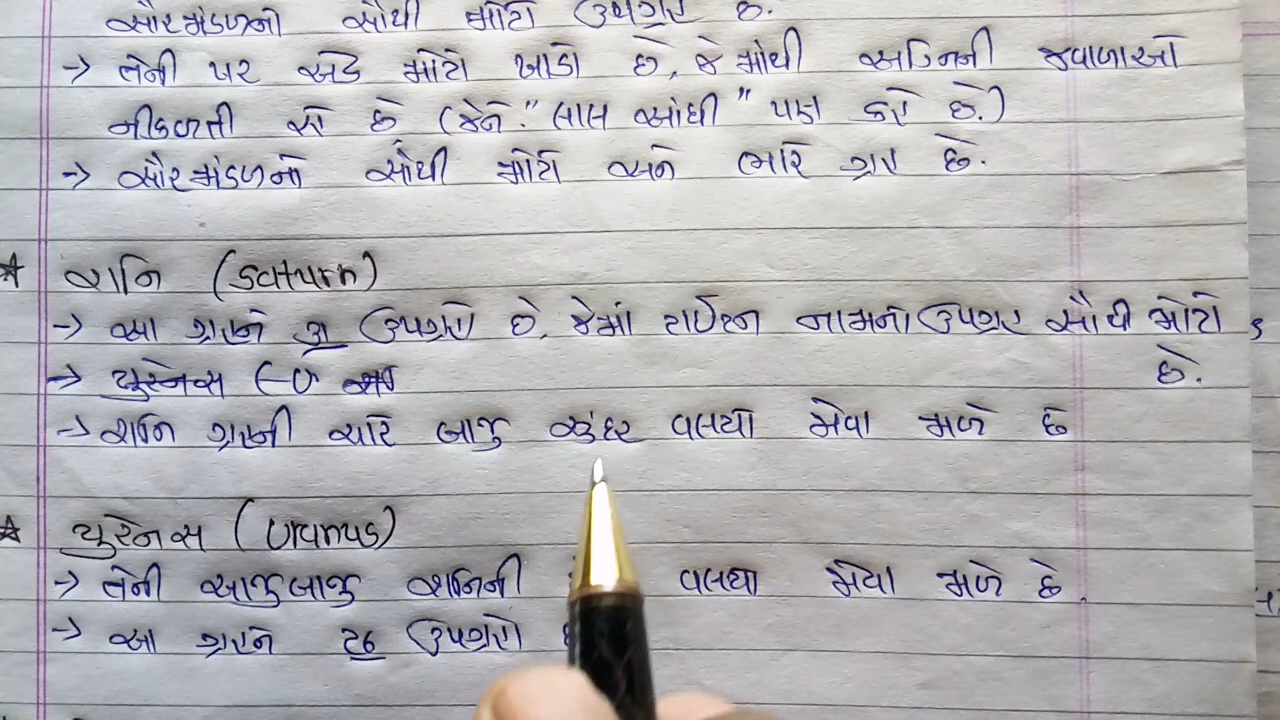 સૌરમંડળનો સૌથી મોટો ઉપગ્રહ છે.
→ તેની પર એક મોટો ખાડો છે, જેમાંથી અગ્નિની જ્વાળાઓ
નીકળતી રહે છે (જેને "લાલ આંધી" પણ કહે છે.)
→ સૌરમંડળનો સૌથી મોટો અને ભારે ગ્રહ છે.
☆ શનિ (Saturn)
→ આ ગ્રહને 31 ઉપગ્રહો છે, જેમાં ટાઈટન નામનો ઉપગ્રહ સૌથી મોટો
છે.
→ યુરેનસ
→ શનિ ગ્રહની ચારે બાજુ સુંદર વલયો જોવા મળે છે
☆ યુરેનસ (Uranus)
→ તેની આજુબાજુ શનિની વલયો જોવા મળે છે.
→ આ ગ્રહને 26 ઉપગ્રહો